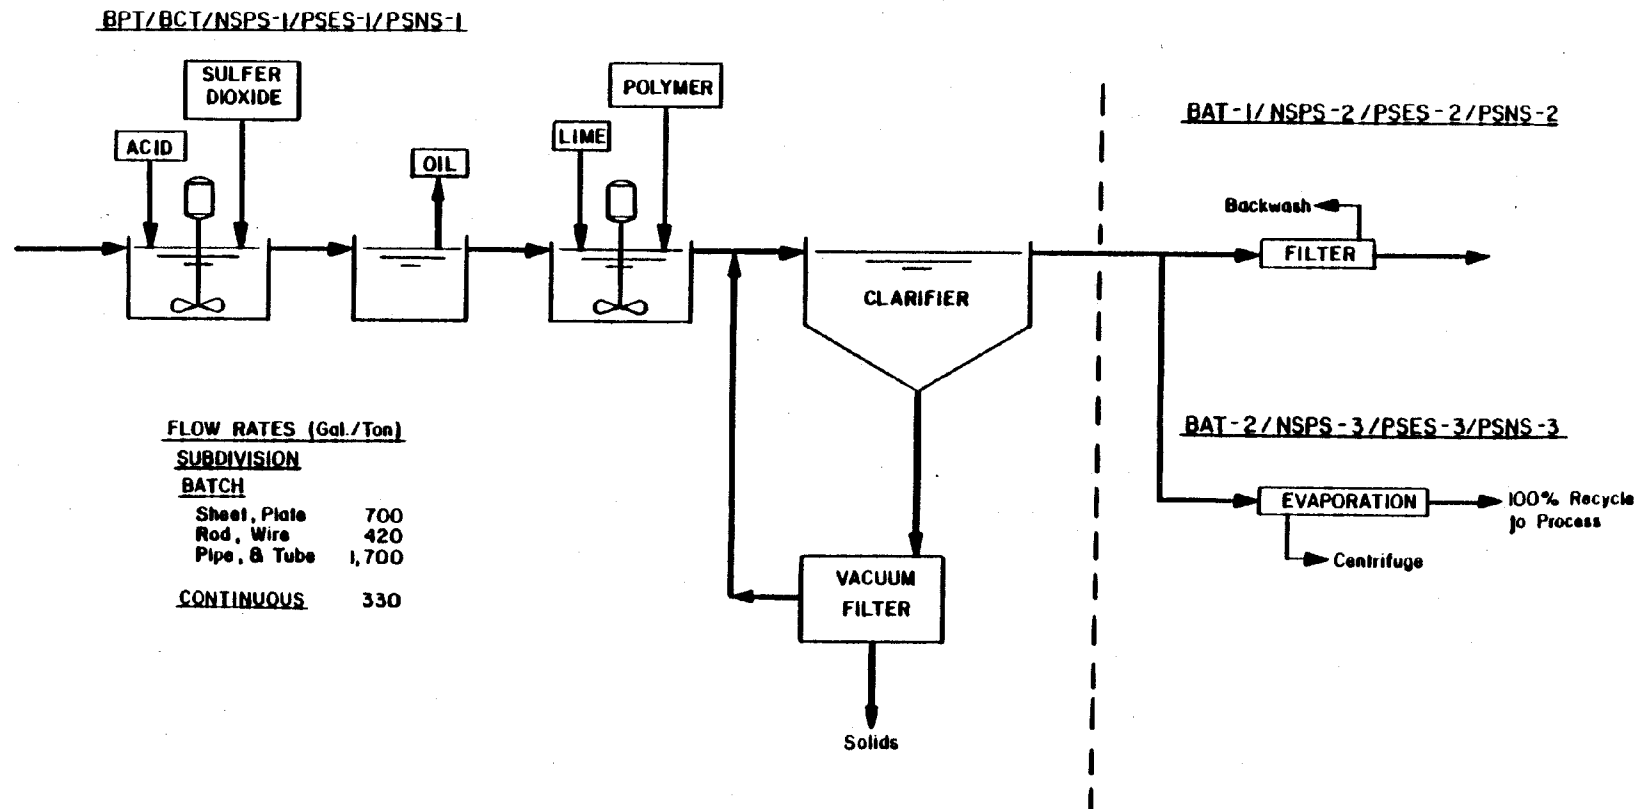 BPT/BCT/NSPS-1/PSES-1/PSNS-1
SULFER
DIOXIDE
ACID
OIL
LIME
POLYMER
CLARIFIER
VACUUM
FILTER
Solids
FLOW RATES (Gal./Ton)
SUBDIVISION
BATCH
Sheet, Plate 700
Rod, Wire 420
Pipe, & Tube 1,700
CONTINUOUS 330
BAT-1/NSPS-2/PSES-2/PSNS-2
Backwash
FILTER
BAT-2/NSPS-3/PSES-3/PSNS-3
EVAPORATION
100% Recycle
to Process
Centrifuge